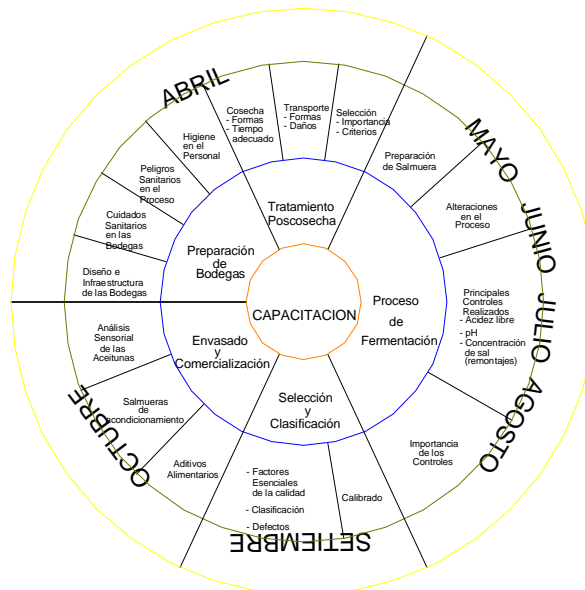 CAPACITACION
Tratamiento
Poscosecha
Proceso
de
Fermentación
Selección
y
Clasificación
Envasado
y
Comercialización
Preparación
de
Bodegas
ABRIL
Diseño e
Infraestructura
de las Bodegas
Cuidados
Sanitarios
en las
Bodegas
Peligros
Sanitarios
en el
Proceso
Higiene
en el
Personal
Cosecha
- Formas
- Tiempo
adecuado
Transporte
- Formas
- Daños
Selección
- Importancia
- Criterios
MAYO JUNIO JULIO AGOSTO
Preparación
de Salmuera
Alteraciones
en el
Proceso
Principales
Controles
Realizados
- Acidez libre
- pH
- Concentración
de sal
(remontajes)
Importancia
de los
Controles
SETIEMBRE
Calibrado
- Factores
Esenciales
de la calidad
- Clasificación
- Defectos
OCTUBRE
Aditivos
Alimentarios
Salmueras
de
Análisis
Sensorial
de las
Aceitunas